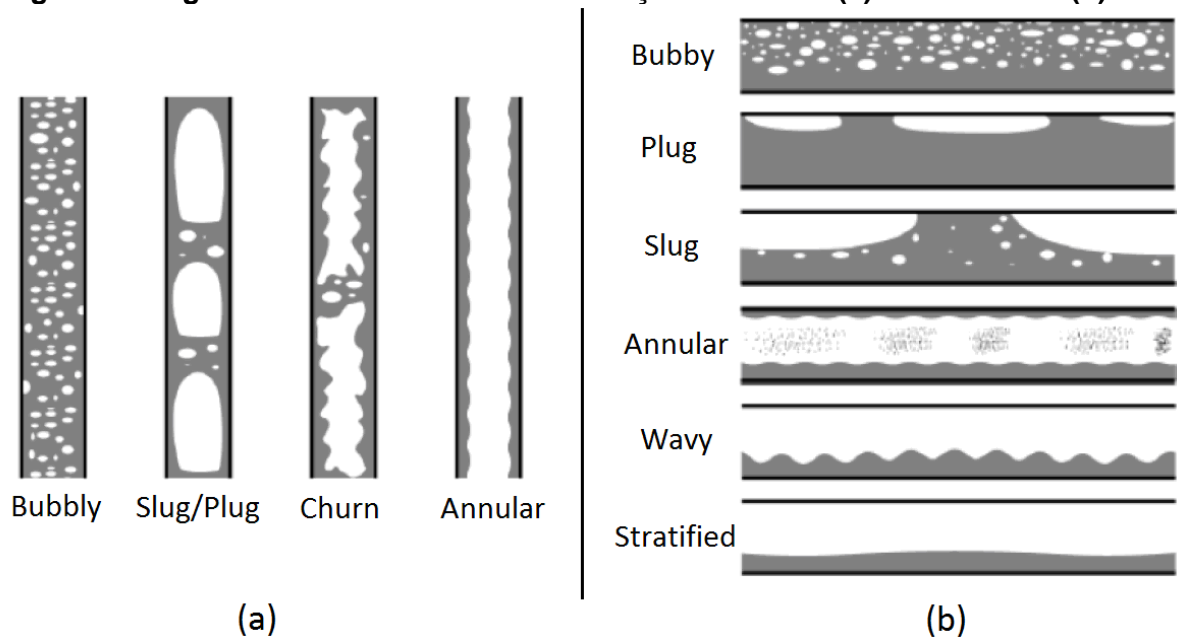 Bubbly
Slug/Plug
Churn
Annular
(a)
Bubby
Plug
Slug
Annular
Wavy
Stratified
(b)